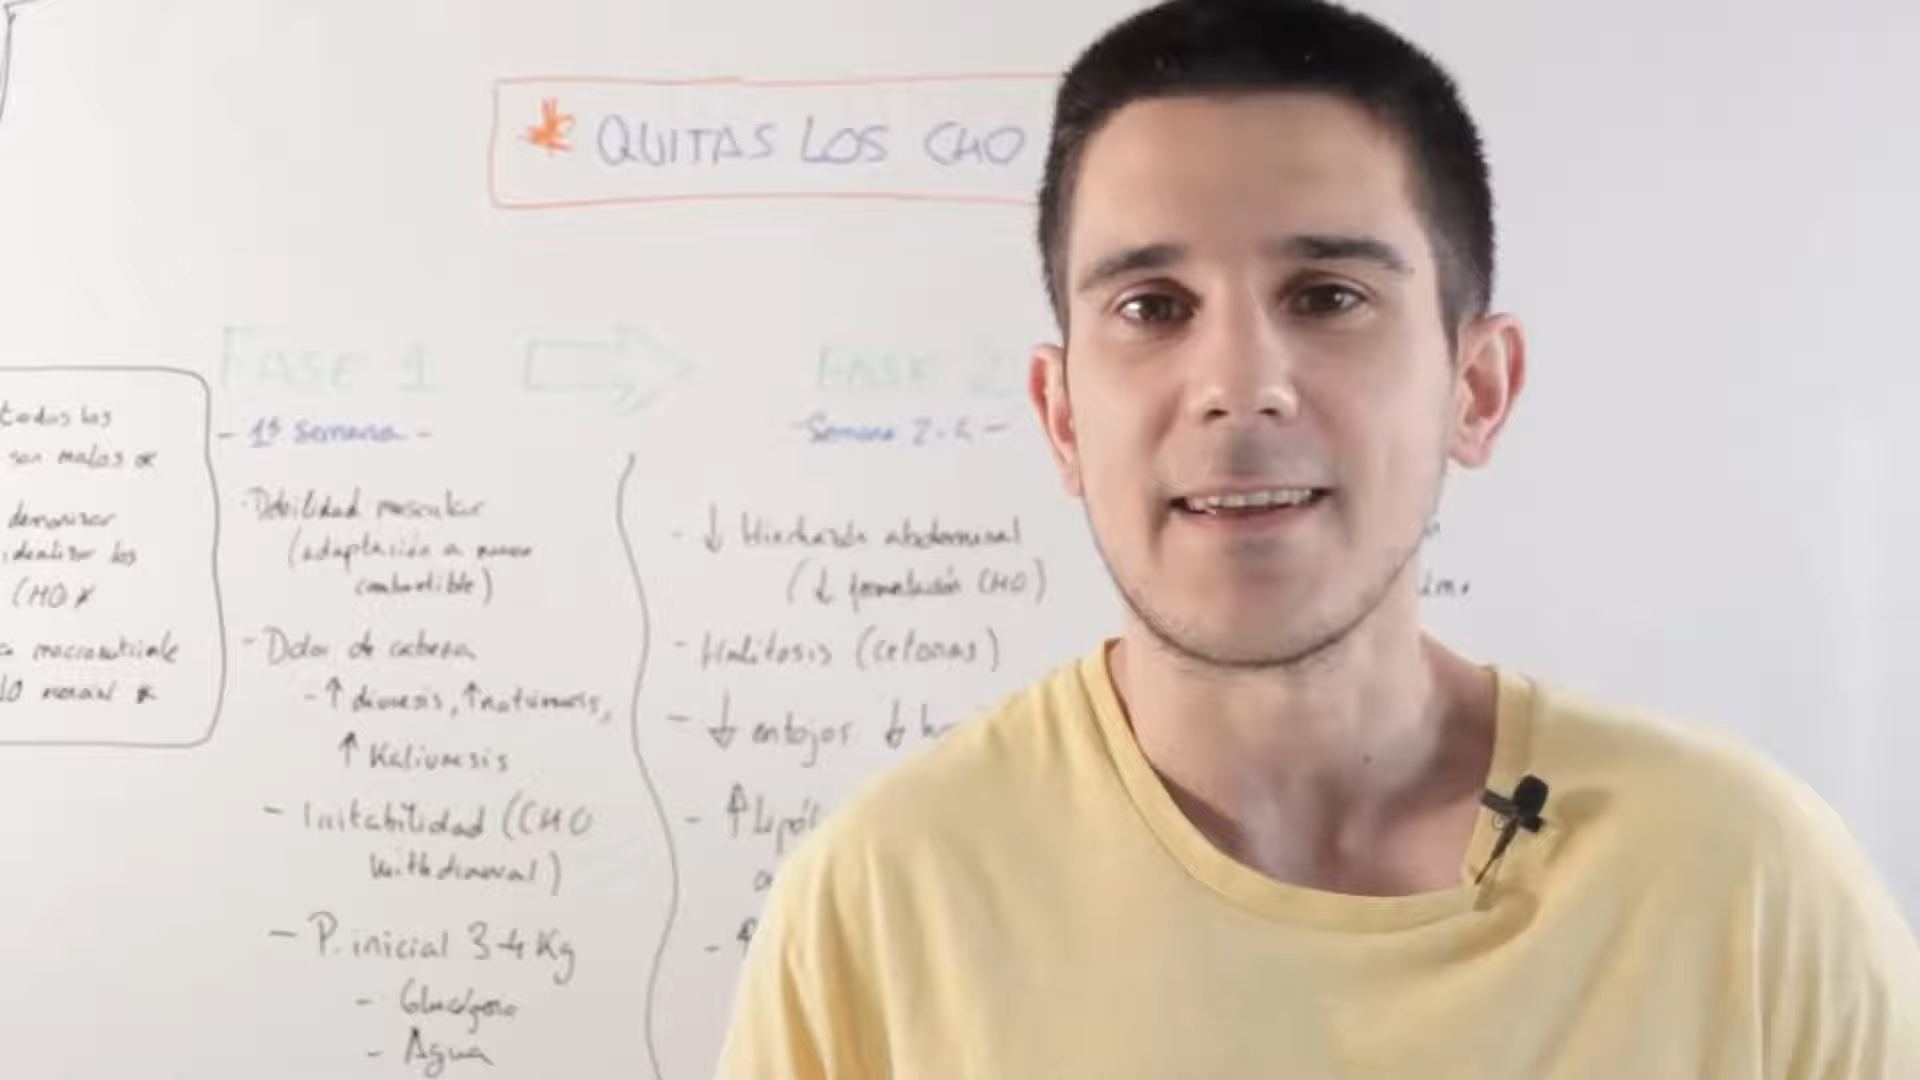 * QUITAS LOS CHO
todos los
son malos
demonizar
idealizar los
CHO
macronutriente
FASE 1
- 1ª Semana -
- Debilidad muscular
(adaptación a nuevo
combustible)
- Dolor de cabeza
- ↑ diuresis, ↑ natriuresis,
↑ Kaliuresis
- Irritabilidad (CHO
withdrawal)
- P. inicial 3-4 Kg
- Glucógeno
- Agua
FASE 2
- Semana 2-4 -
- ↓ Hinchazón abdominal
(↓ fermentación CHO)
- Halitosis (cetonas)
- ↓ antojos ↓ h
- ↑ Lipól
- ↑